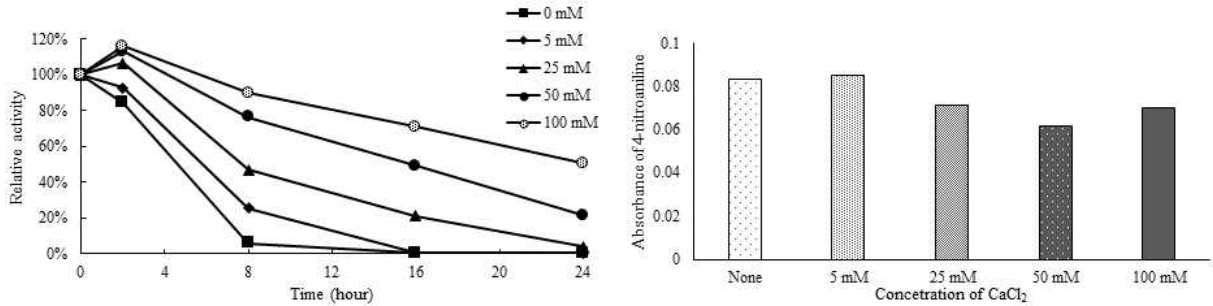 0 mM
5 mM
25 mM
50 mM
100 mM
120%
100%
80%
60%
40%
20%
0%
Relative activity
0 4 8 12 16 20 24
Time (hour)
0.1
0.08
0.06
0.04
0.02
0
Absorbance of 4-nitroaniline
None 5 mM 25 mM 50 mM 100 mM
Concetration of CaCl₂